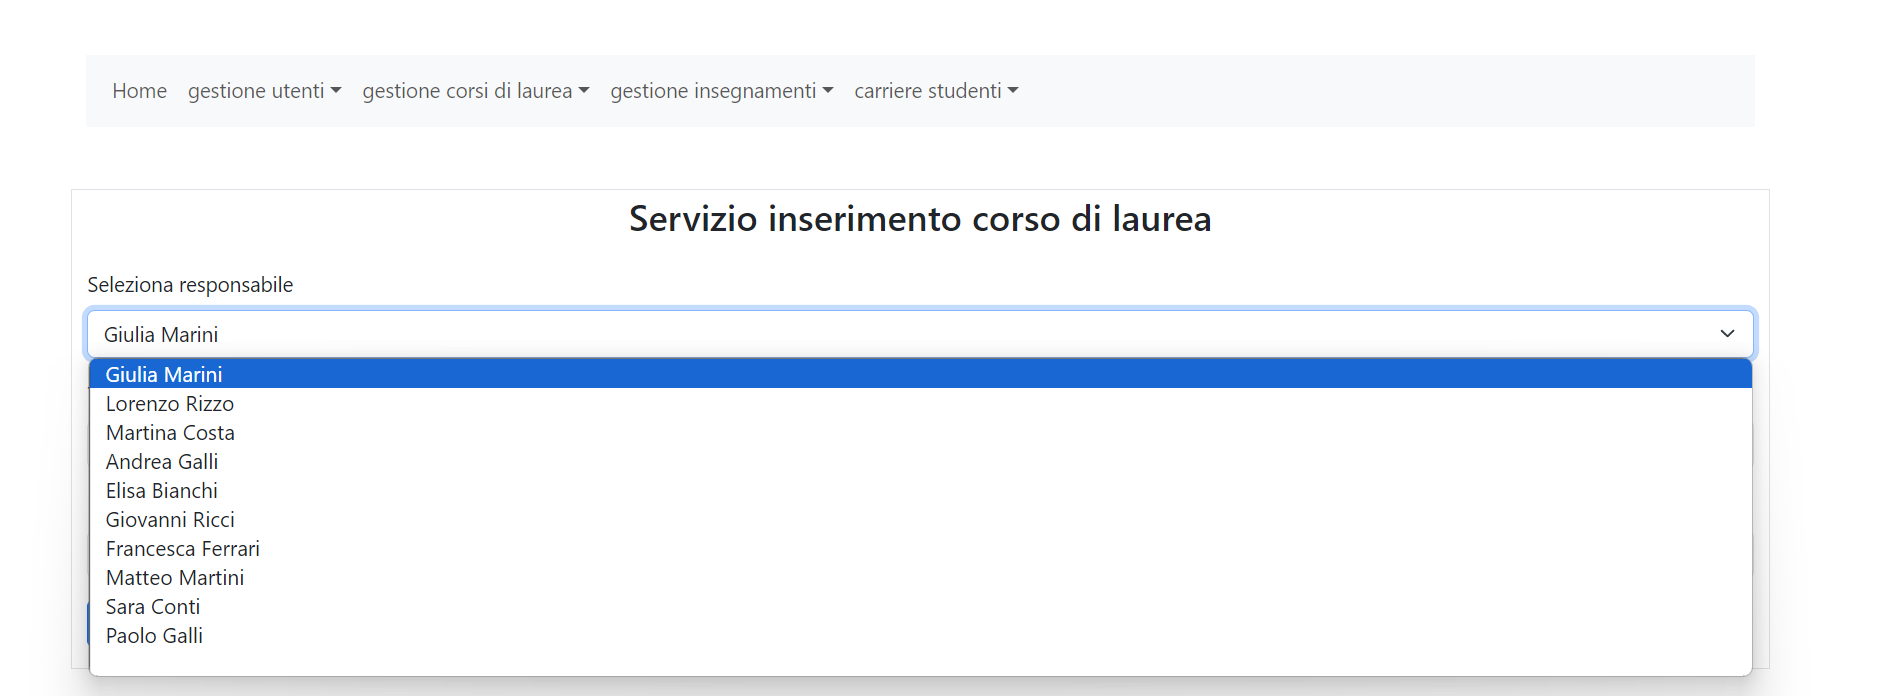 Home gestione utenti gestione corsi di laurea gestione insegnamenti carriere studenti
Servizio inserimento corso di laurea
Seleziona responsabile
Giulia Marini
Giulia Marini
Lorenzo Rizzo
Martina Costa
Andrea Galli
Elisa Bianchi
Giovanni Ricci
Francesca Ferrari
Matteo Martini
Sara Conti
Paolo Galli